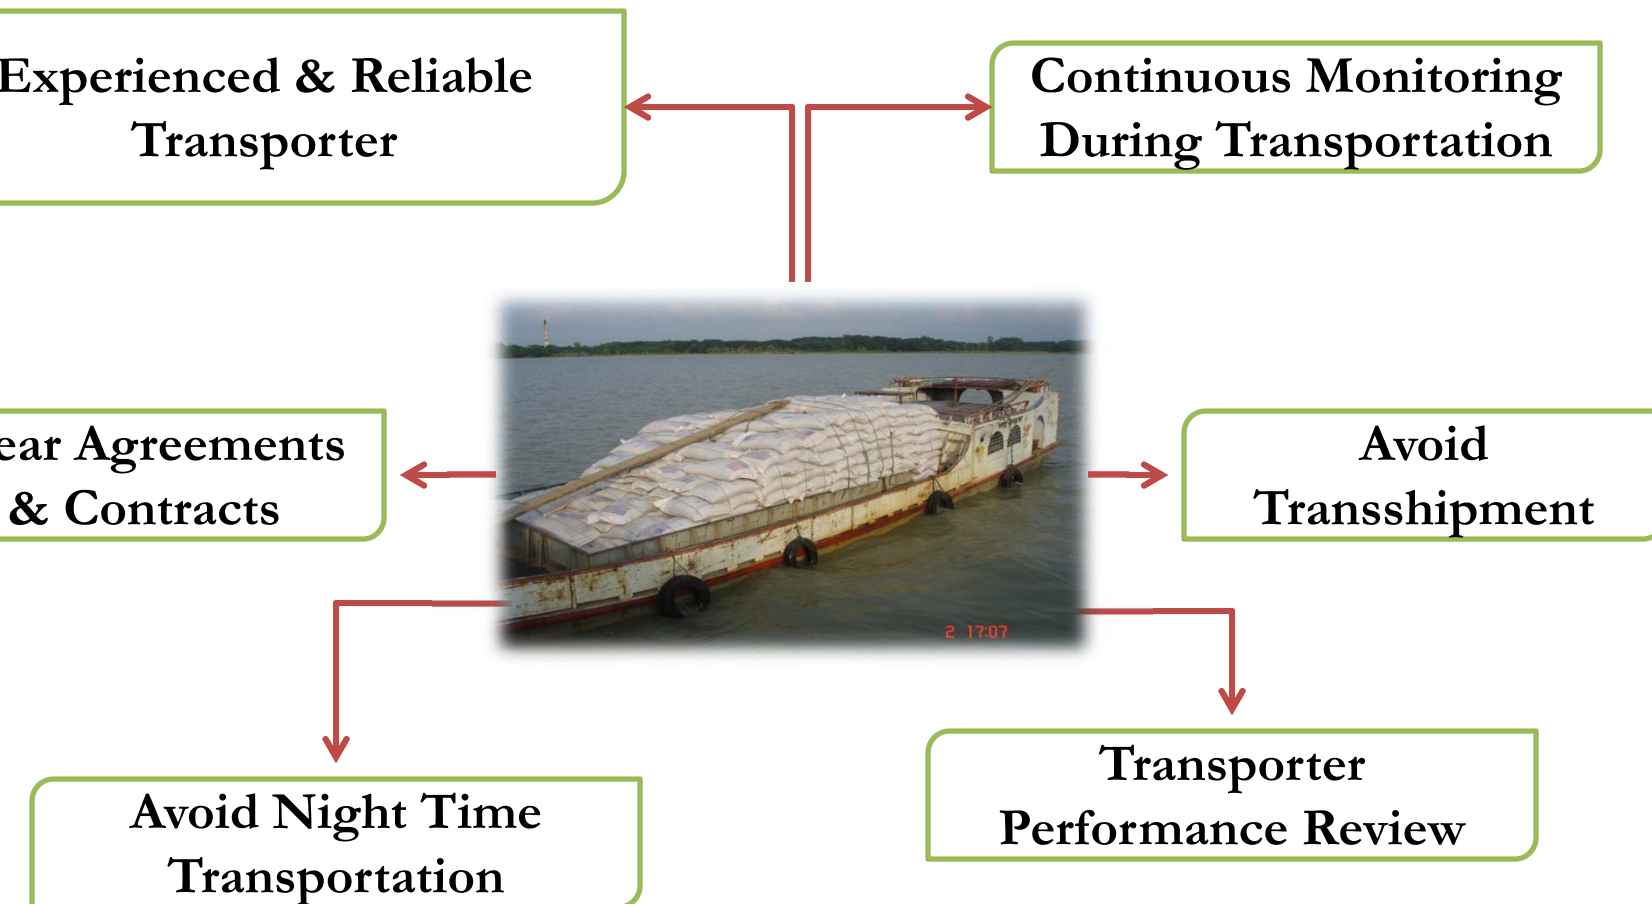 Experienced & Reliable
Transporter
Continuous Monitoring
During Transportation
ear Agreements
& Contracts
Avoid
Transshipment
2 17:07
Transporter
Performance Review
Avoid Night Time
Transportation